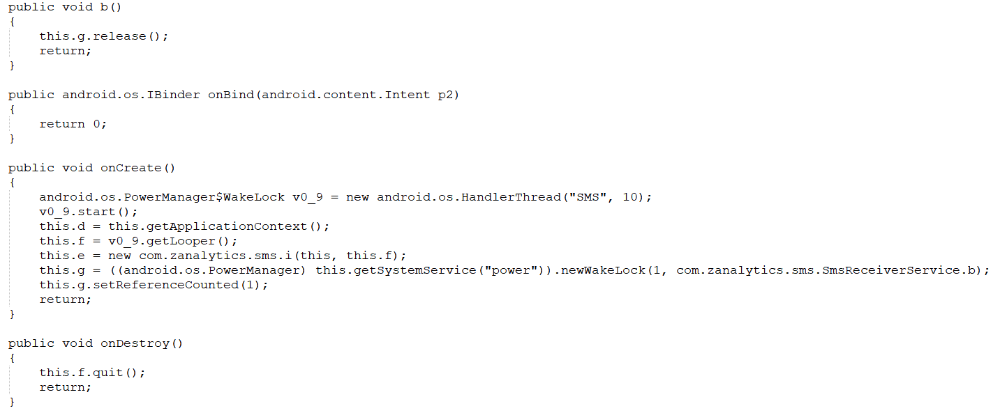 public void b()
{
    this.g.release();
    return;
}

public android.os.IBinder onBind(android.content.Intent p2)
{
    return 0;
}

public void onCreate()
{
    android.os.PowerManager$WakeLock v0_9 = new android.os.HandlerThread("SMS", 10);
    v0_9.start();
    this.d = this.getApplicationContext();
    this.f = v0_9.getLooper();
    this.e = new com.zanalytics.sms.i(this, this.f);
    this.g = ((android.os.PowerManager) this.getSystemService("power")).newWakeLock(1, com.zanalytics.sms.SmsReceiverService.b);
    this.g.setReferenceCounted(1);
    return;
}

public void onDestroy()
{
    this.f.quit();
    return;
}